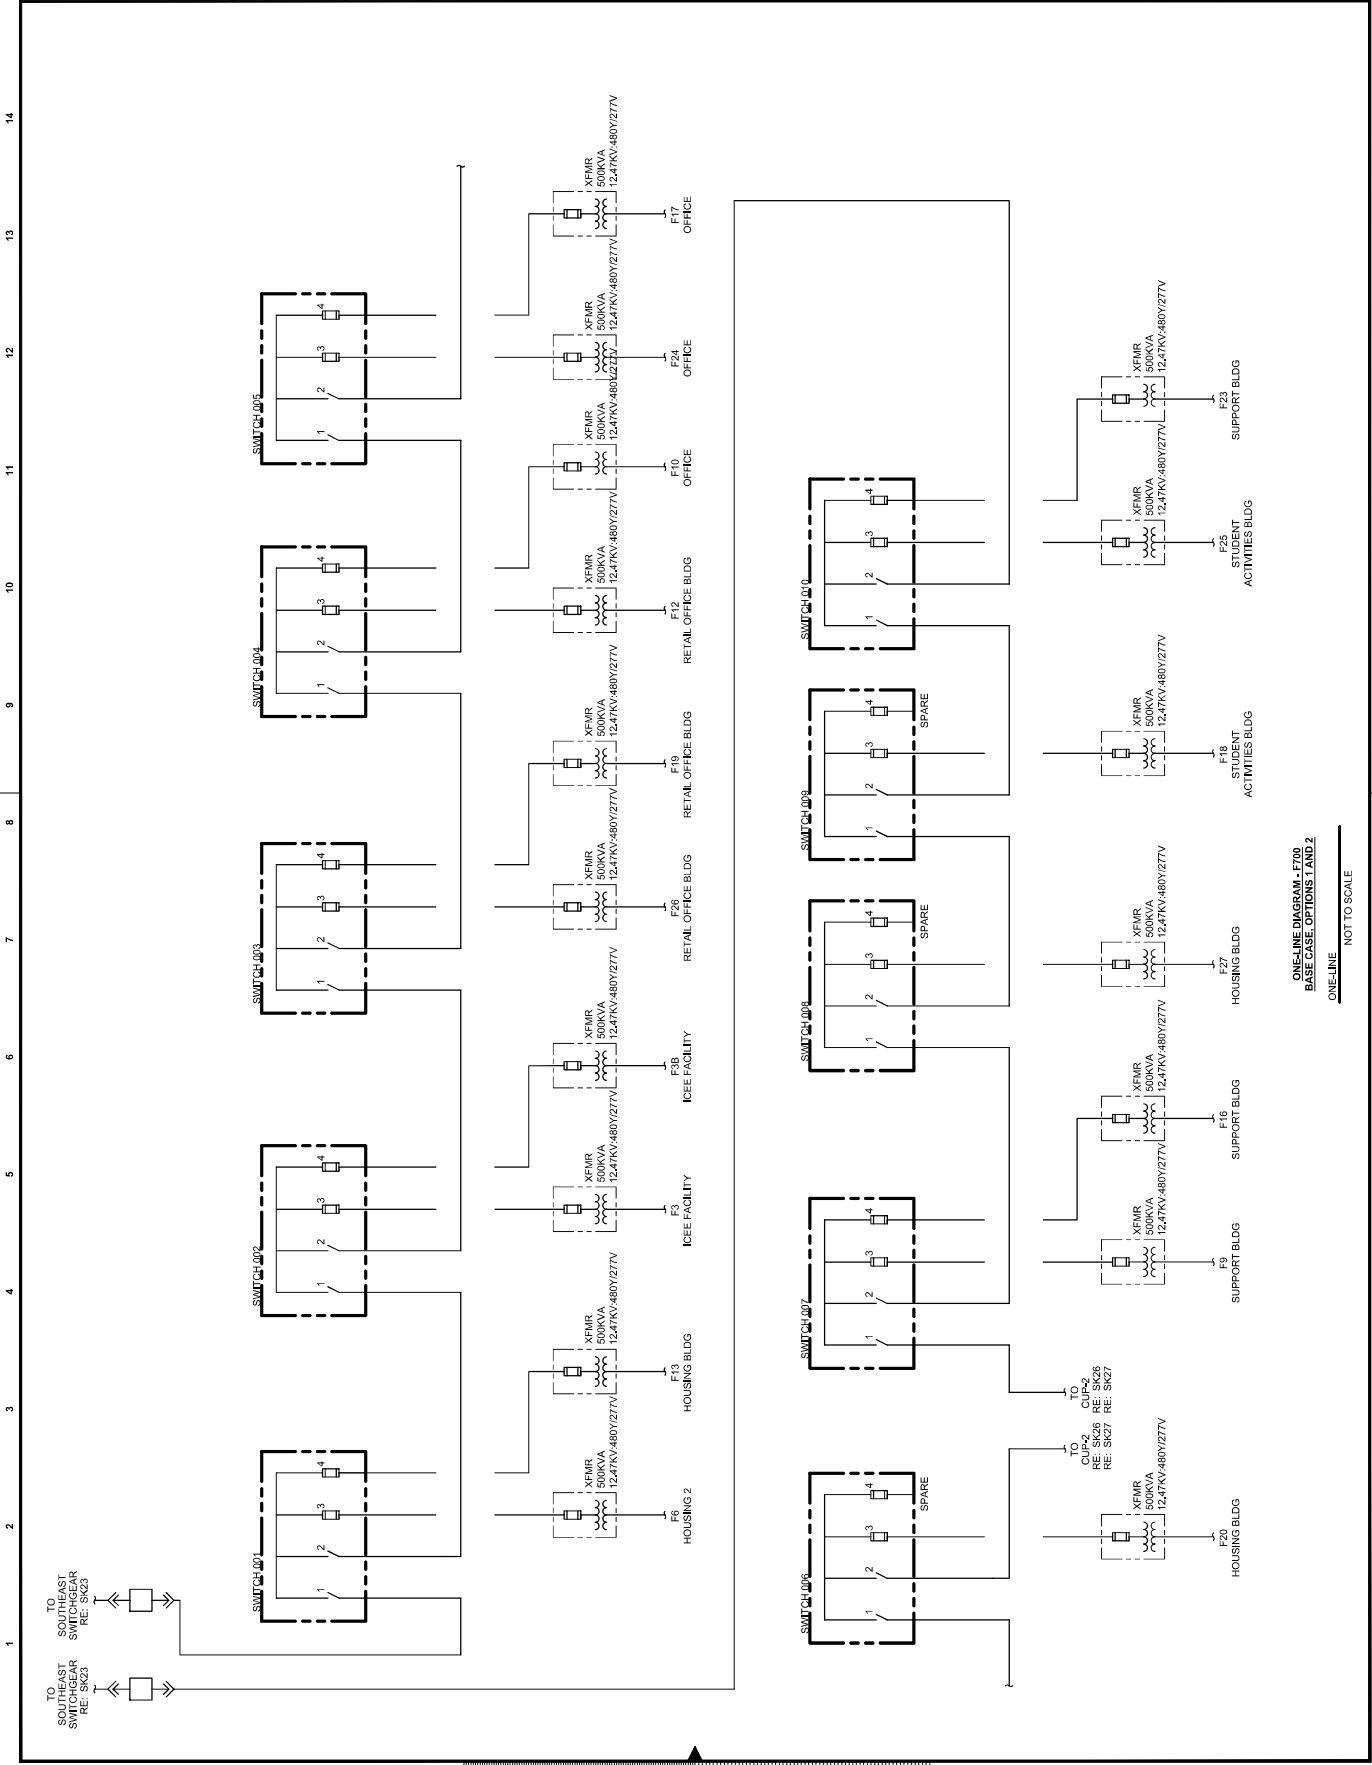 TO
SOUTHEAST
SWITCHGEAR
RE: SK23
TO
SOUTHEAST
SWITCHGEAR
RE: SK23
SWITCH 001
1
2
3
4
XFMR
500KVA
12.47KV:480Y/277V
F6
HOUSING 2
XFMR
500KVA
12.47KV:480Y/277V
F13
HOUSING BLDG
SWITCH 002
1
2
3
4
XFMR
500KVA
12.47KV:480Y/277V
F3
ICEE FACILITY
XFMR
500KVA
12.47KV:480Y/277V
F3B
ICEE FACILITY
SWITCH 003
1
2
3
4
XFMR
500KVA
12.47KV:480Y/277V
F26
RETAIL OFFICE BLDG
XFMR
500KVA
12.47KV:480Y/277V
F19
RETAIL OFFICE BLDG
SWITCH 004
1
2
3
4
XFMR
500KVA
12.47KV:480Y/277V
F12
RETAIL OFFICE BLDG
XFMR
500KVA
12.47KV:480Y/277V
F10
OFFICE
SWITCH 005
1
2
3
4
XFMR
500KVA
12.47KV:480Y/277V
F24
OFFICE
XFMR
500KVA
12.47KV:480Y/277V
F17
OFFICE
SWITCH 006
1
2
3
4
SPARE
XFMR
500KVA
12.47KV:480Y/277V
F20
HOUSING BLDG
TO
CUP-2
RE: SK26
RE: SK27
TO
CUP-2
RE: SK26
RE: SK27
SWITCH 007
1
2
3
4
XFMR
500KVA
12.47KV:480Y/277V
F9
SUPPORT BLDG
XFMR
500KVA
12.47KV:480Y/277V
F16
SUPPORT BLDG
SWITCH 008
1
2
3
4
SPARE
XFMR
500KVA
12.47KV:480Y/277V
F27
HOUSING BLDG
SWITCH 009
1
2
3
4
SPARE
XFMR
500KVA
12.47KV:480Y/277V
F18
STUDENT
ACTIVITIES BLDG
SWITCH 010
1
2
3
4
XFMR
500KVA
12.47KV:480Y/277V
F25
STUDENT
ACTIVITIES BLDG
XFMR
500KVA
12.47KV:480Y/277V
F23
SUPPORT BLDG
ONE-LINE DIAGRAM - F700
BASE CASE, OPTIONS 1 AND 2
ONE-LINE
NOT TO SCALE
1
2
3
4
5
6
7
8
9
10
11
12
13
14